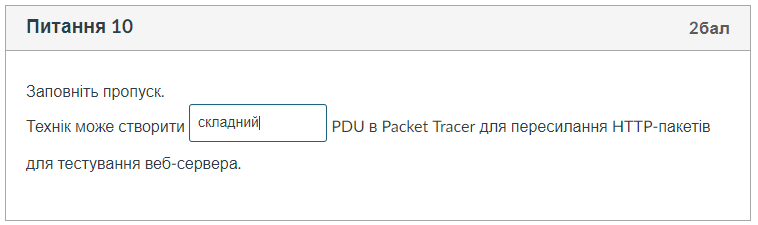 Питання 10
2бал
Заповніть пропуск.
Технік може створити складний PDU в Packet Tracer для пересилання HTTP-пакетів
для тестування веб-сервера.